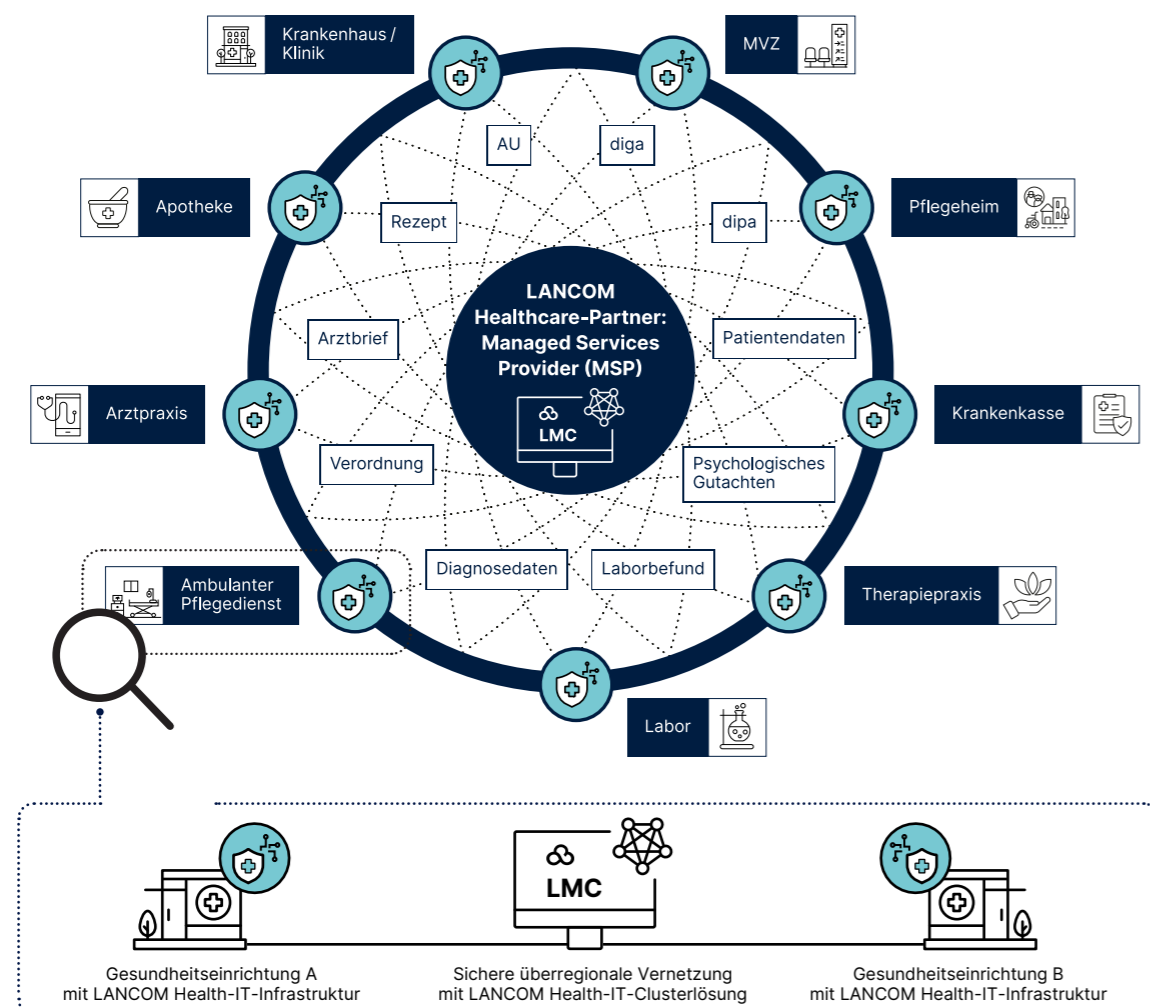 Krankenhaus /
Klinik
MVZ
AU
diga
Apotheke
Pflegeheim
Rezept
dipa
LANCOM
Healthcare-Partner:
Managed Services
Provider (MSP)
LMC
Arztbrief
Patientendaten
Arztpraxis
Krankenkasse
Verordnung
Psychologisches
Gutachten
Diagnosedaten
Laborbefund
Ambulanter
Pflegedienst
Therapiepraxis
Labor
LMC
Gesundheitseinrichtung A
mit LANCOM Health-IT-Infrastruktur
Sichere überregionale Vernetzung
mit LANCOM Health-IT-Clusterlösung
Gesundheitseinrichtung B
mit LANCOM Health-IT-Infrastruktur